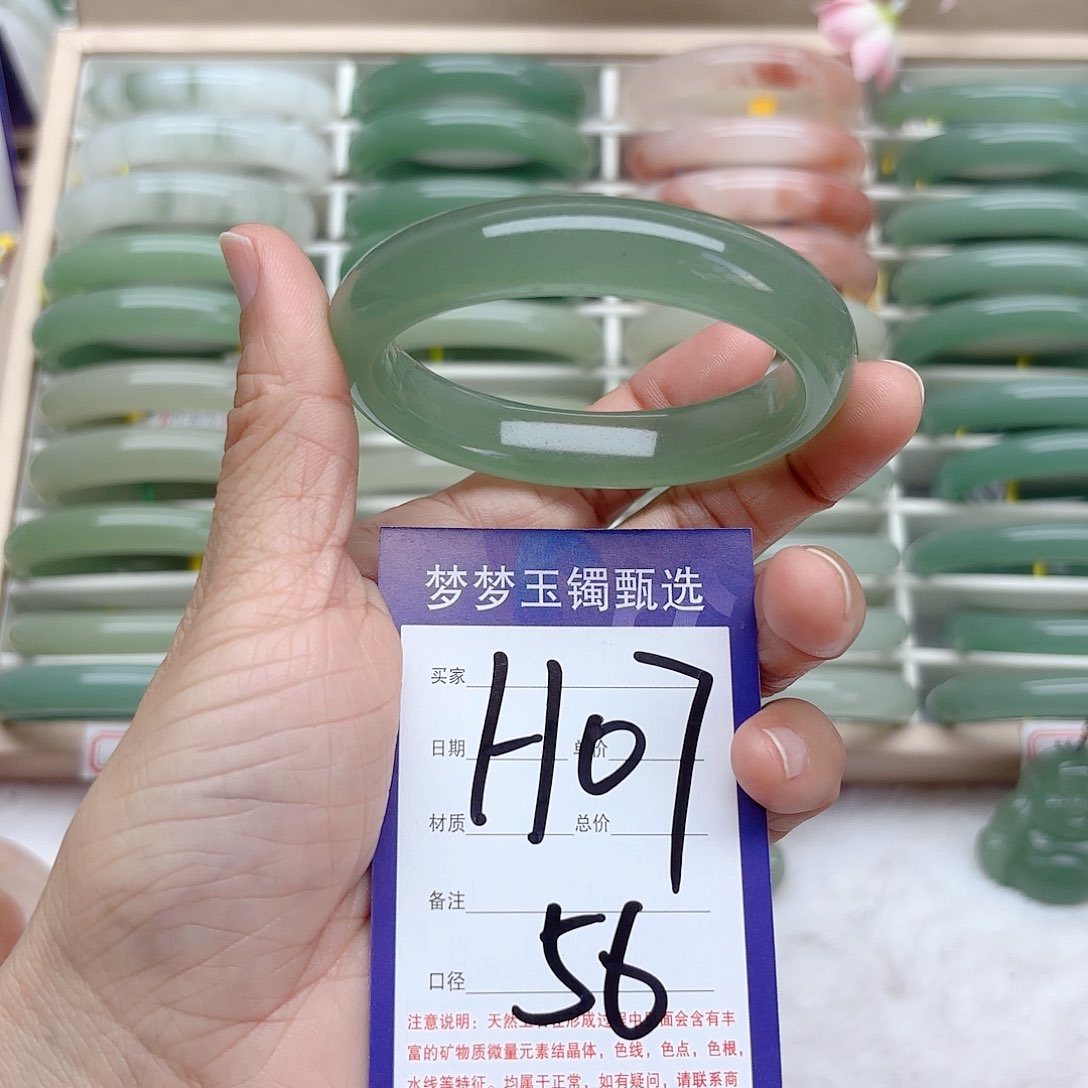 梦梦玉镯甄选
买家
H07
日期 单价
材质 总价
备注
56
口径
注意说明：天然玉石在形成过程中里面会含有丰
富的矿物质微量元素结晶体，色线，色点，色根，
水线等特征。均属于正常，如有疑问，请联系商